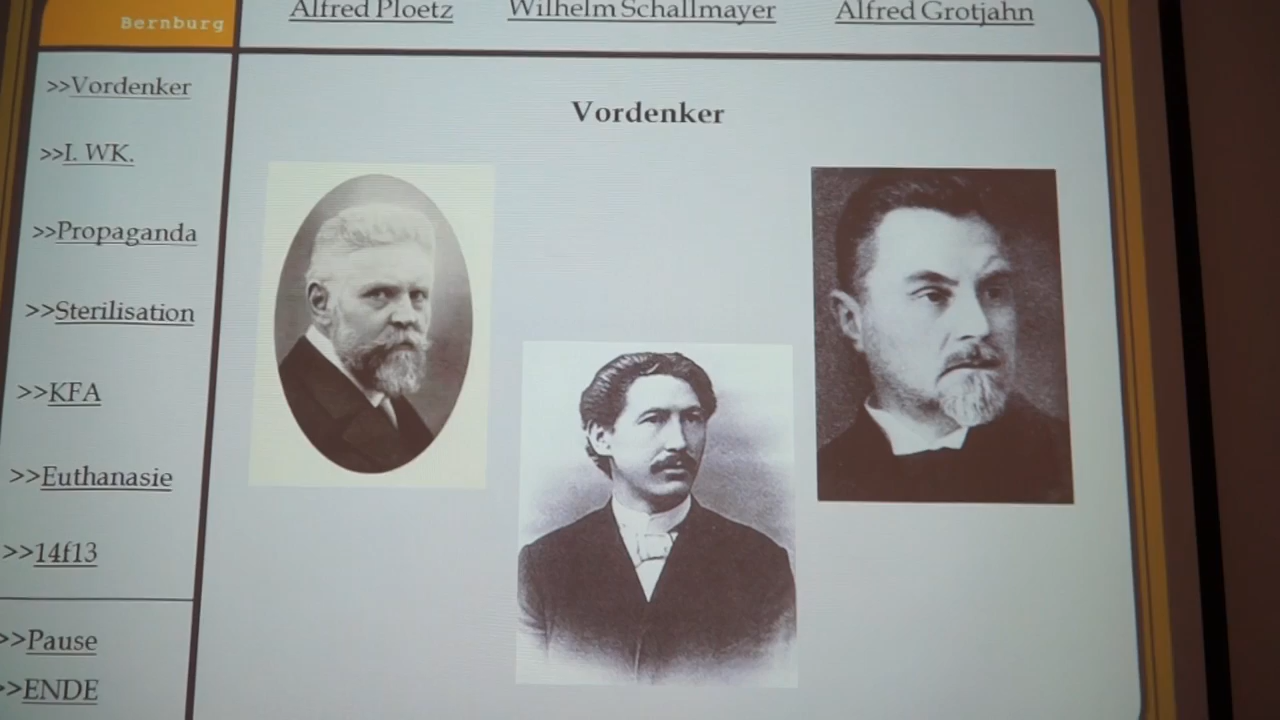 Bernburg
Alfred Ploetz Wilhelm Schallmayer Alfred Grotjahn
>>Vordenker
>>I. WK.
>>Propaganda
>>Sterilisation
>>KFA
>>Euthanasie
>>14f13
>>Pause
>>ENDE
Vordenker